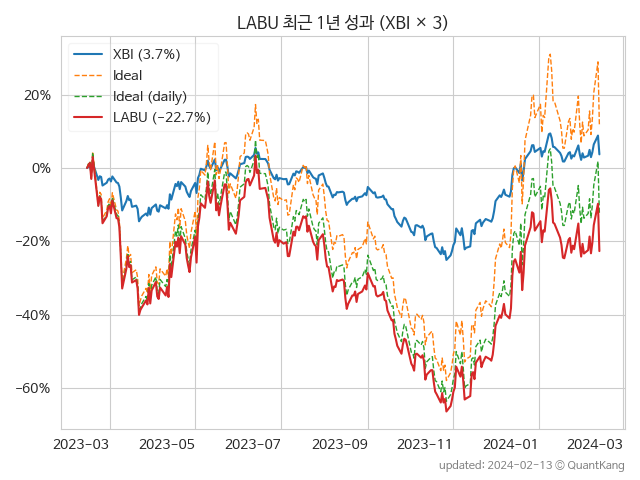 LABU 최근 1년 성과 (XBI × 3)
XBI (3.7%)
Ideal
Ideal (daily)
LABU (−22.7%)
20%
0%
−20%
−40%
−60%
2023-03 2023-05 2023-07 2023-09 2023-11 2024-01 2024-03
updated: 2024-02-13 © QuantKang